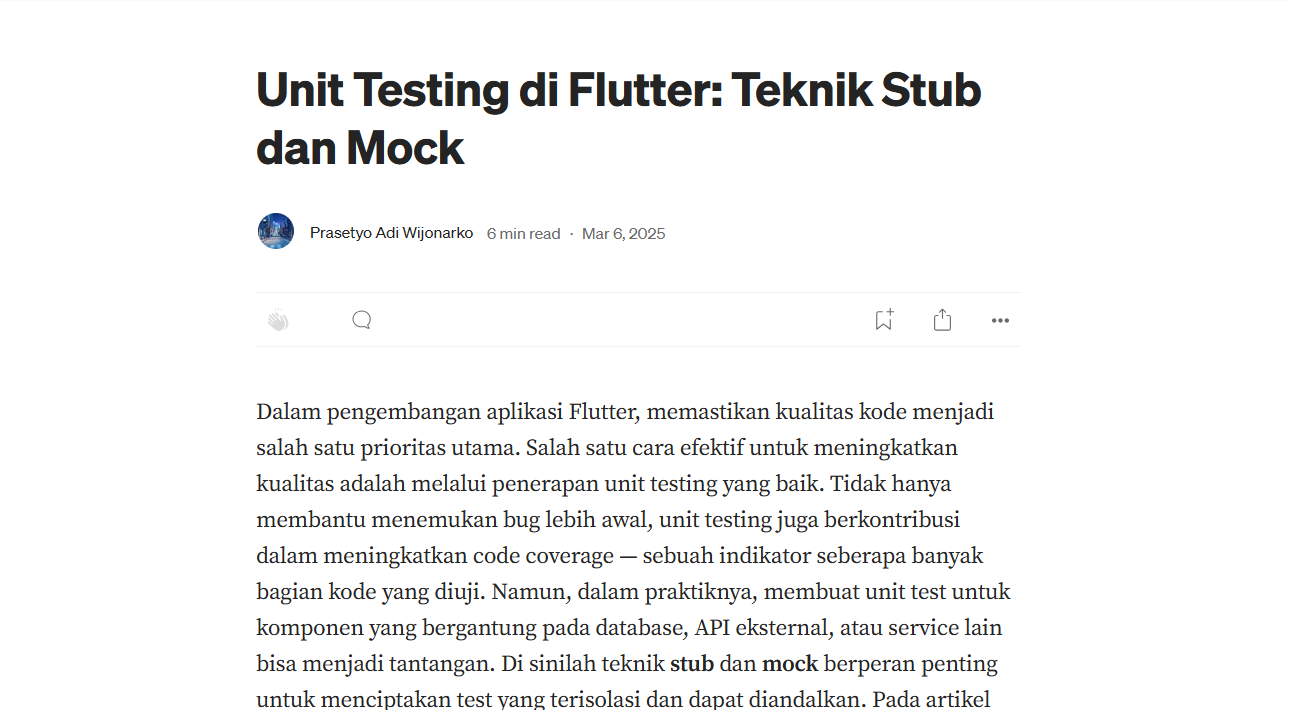 Unit Testing di Flutter: Teknik Stub
dan Mock
Prasetyo Adi Wijonarko 6 min read · Mar 6, 2025
Dalam pengembangan aplikasi Flutter, memastikan kualitas kode menjadi
salah satu prioritas utama. Salah satu cara efektif untuk meningkatkan
kualitas adalah melalui penerapan unit testing yang baik. Tidak hanya
membantu menemukan bug lebih awal, unit testing juga berkontribusi
dalam meningkatkan code coverage — sebuah indikator seberapa banyak
bagian kode yang diuji. Namun, dalam praktiknya, membuat unit test untuk
komponen yang bergantung pada database, API eksternal, atau service lain
bisa menjadi tantangan. Di sinilah teknik stub dan mock berperan penting
untuk menciptakan test yang terisolasi dan dapat diandalkan. Pada artikel